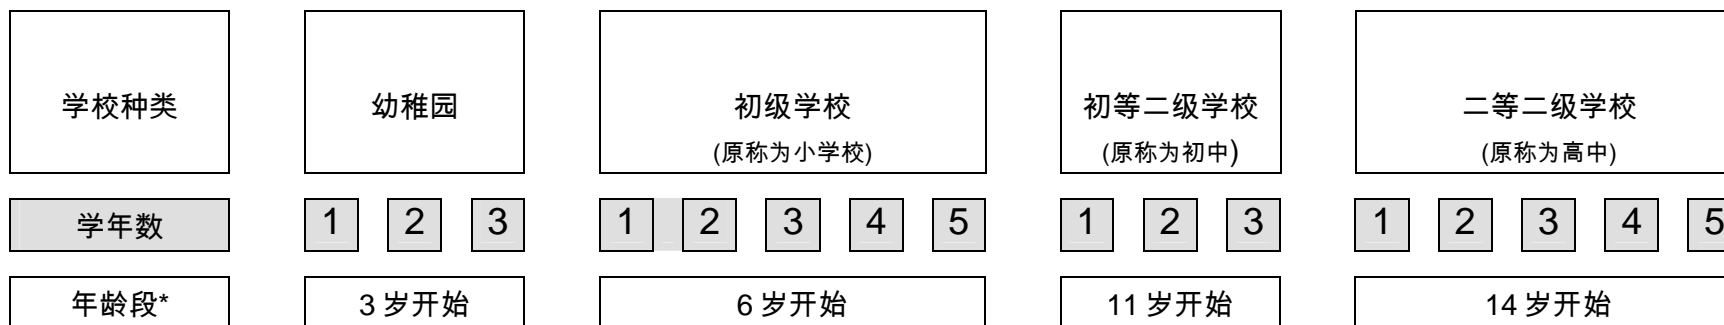 学校种类 幼稚园 初级学校 初等二级学校 二等二级学校
(原称为小学校) (原称为初中) (原称为高中)
学年数 1 2 3 1 2 3 4 5 1 2 3 1 2 3 4 5
年龄段* 3 岁开始 6 岁开始 11 岁开始 14 岁开始